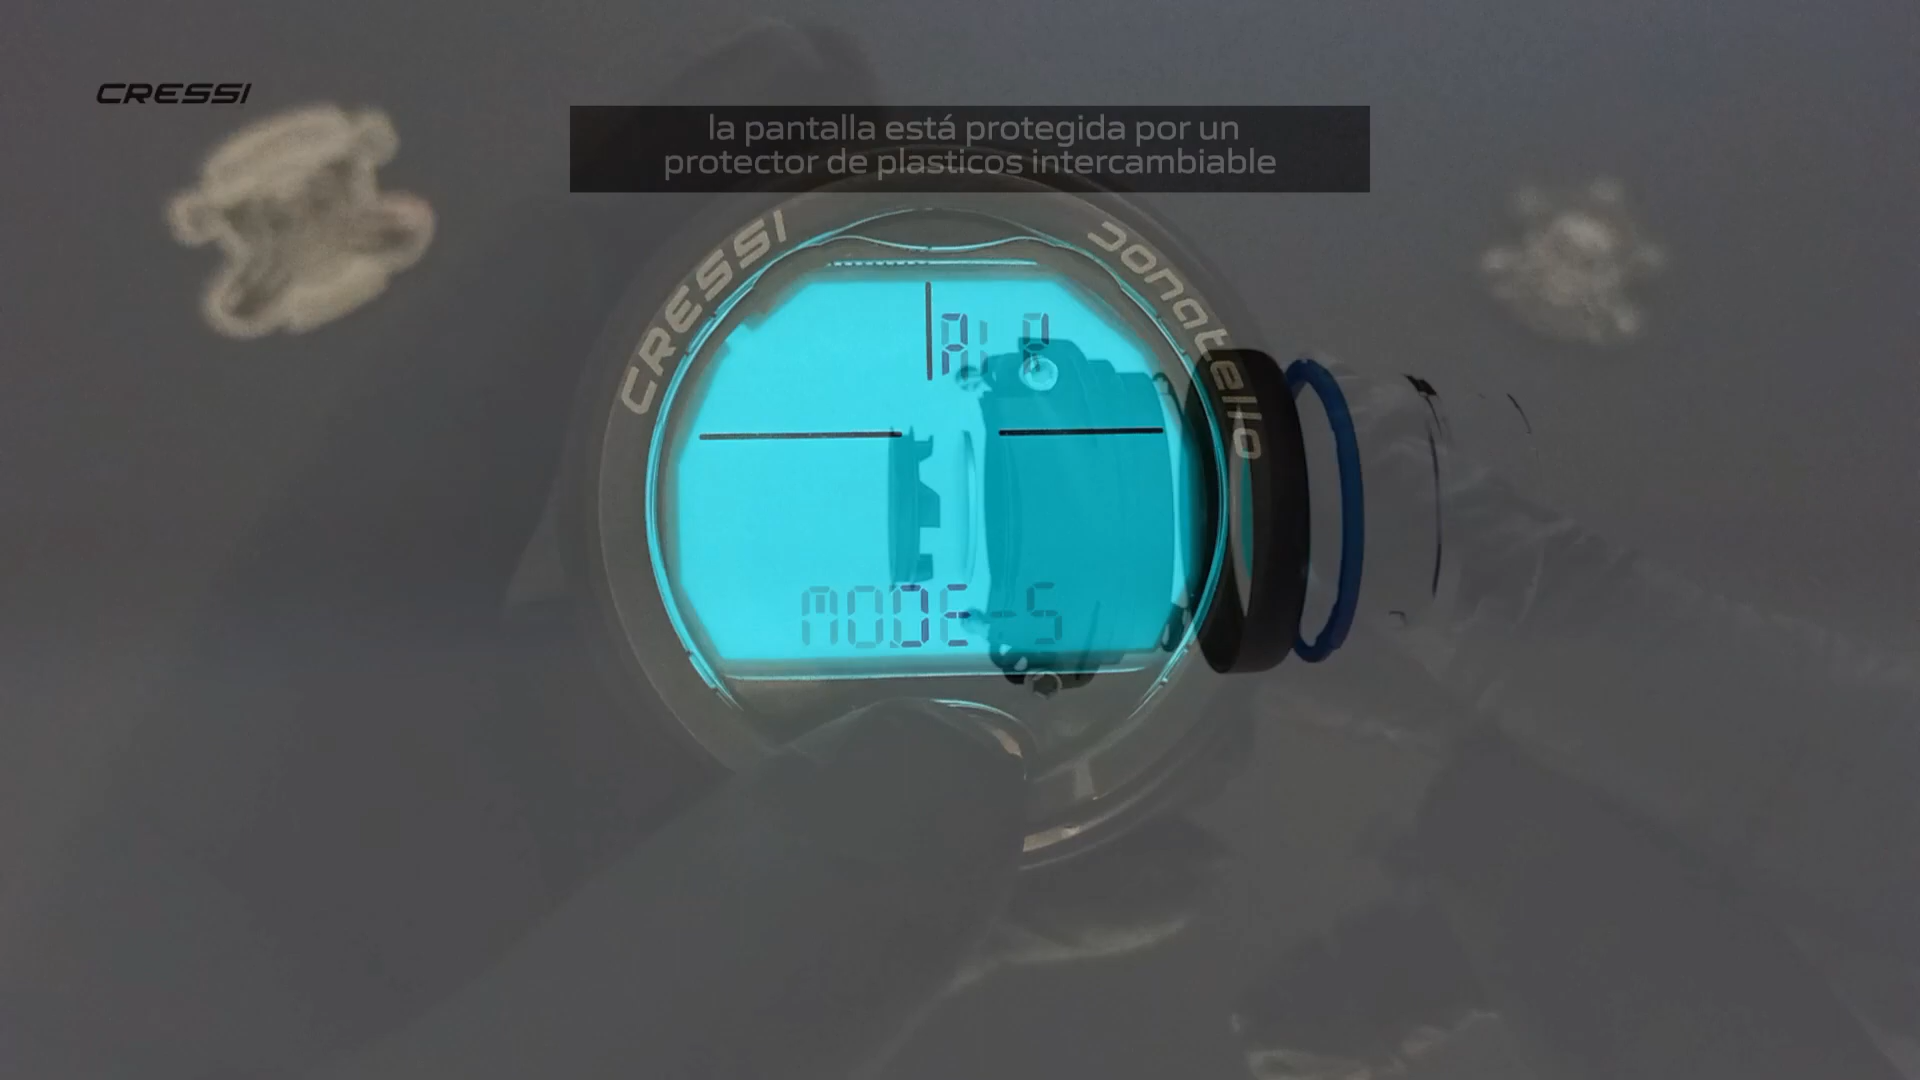 CRESSI
la pantalla está protegida por un
protector de plasticos intercambiable
CRESSI
Donatello
MODE-S